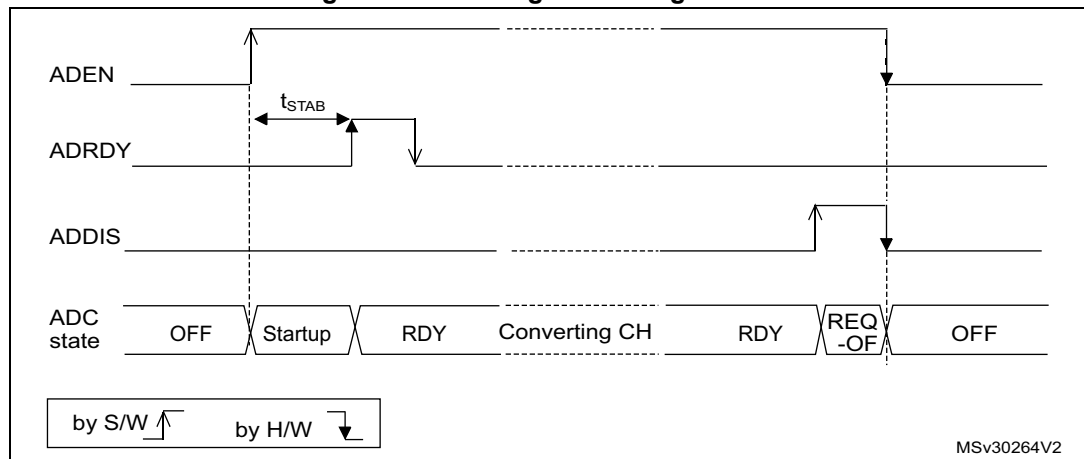 ADEN
tSTAB
ADRDY
ADDIS
ADC
state
OFF
Startup
RDY
Converting CH
RDY
REQ
-OF
OFF
by S/W
by H/W
MSv30264V2